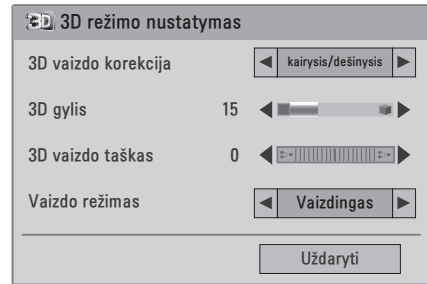 3D 3D režimo nustatymas
3D vaizdo korekcija ◀ kairysis/dešinysis ▶
3D gylis 15
3D vaizdo taškas 0
Vaizdo režimas ◀ Vaizdingas ▶
Uždaryti